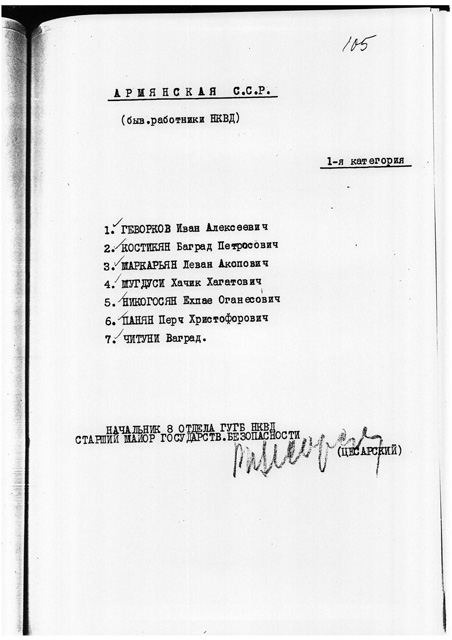 105
АРМЯНСКАЯ С.С.Р.
(быв.работники НКВД)
1-я категория
1. ГЕВОРКОВ Иван Алексеевич
2. КОСТИКЯН Баград Петросович
3. МАРКАРЬЯН Леван Акопович
4. МУГДУСИ Хачик Хагатович
5. НИКОГОСЯН Ехпае Оганесович
6. ПАНЯН Перч Христофорович
7. ЧИТУНИ Ваград.
НАЧАЛЬНИК 8 ОТДЕЛА ГУГБ НКВД
СТАРШИЙ МАЙОР ГОСУДАРСТВ.БЕЗОПАСНОСТИ
(ЦЕСАРСКИЙ)